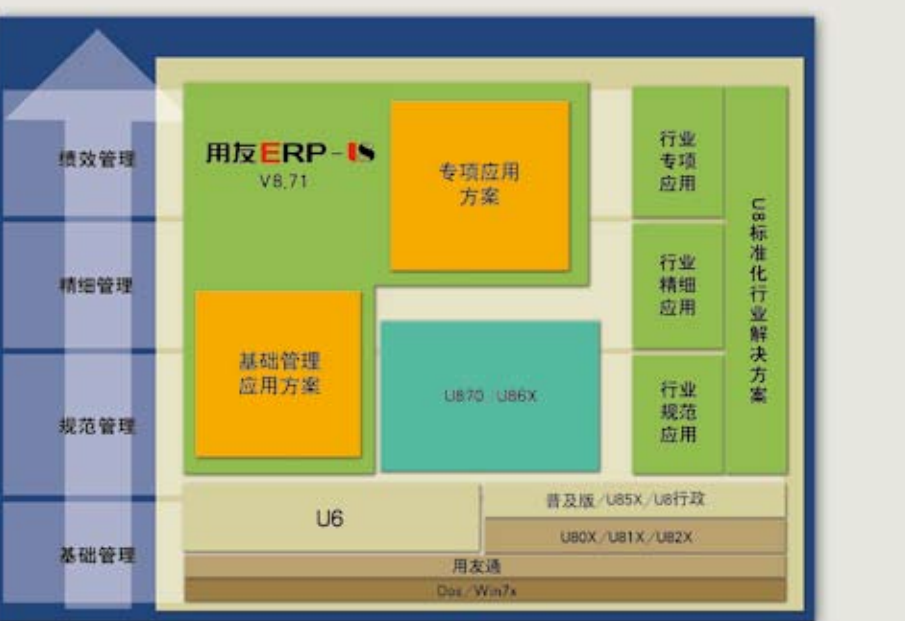 绩效管理
精细管理
规范管理
基础管理
用友ERP-U8
V8.71
专项应用
方案
基础管理
应用方案
U870/U86X
行业
专项
应用
行业
精细
应用
行业
规范
应用
U8标准化行业解决方案
U6
普及版/U85X/U8行政
U80X/U81X/U82X
用友通
Dos/Win7x